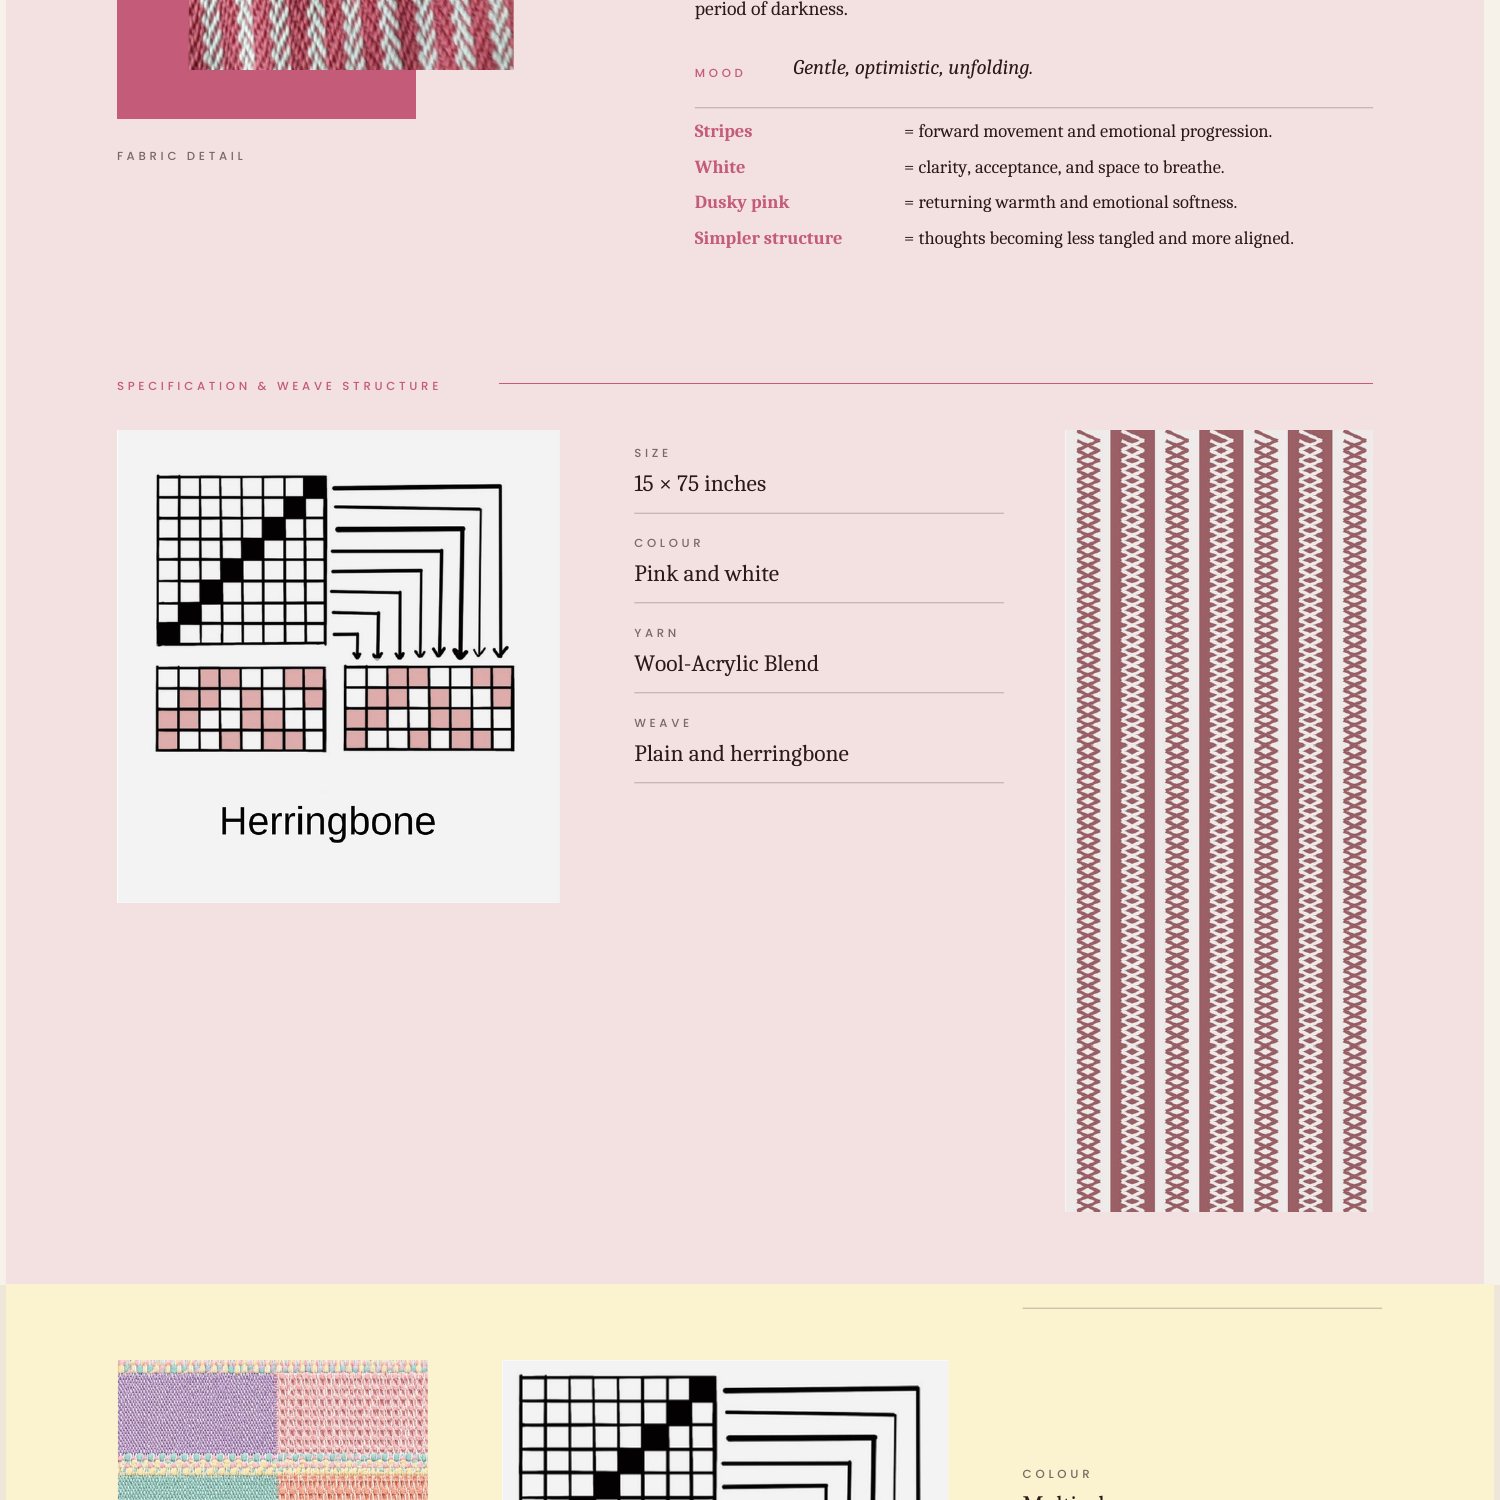 period of darkness.
MOOD Gentle, optimistic, unfolding.
Stripes = forward movement and emotional progression.
White = clarity, acceptance, and space to breathe.
Dusky pink = returning warmth and emotional softness.
Simpler structure = thoughts becoming less tangled and more aligned.
FABRIC DETAIL
SPECIFICATION & WEAVE STRUCTURE
Herringbone
SIZE
15 × 75 inches
COLOUR
Pink and white
YARN
Wool-Acrylic Blend
WEAVE
Plain and herringbone
COLOUR